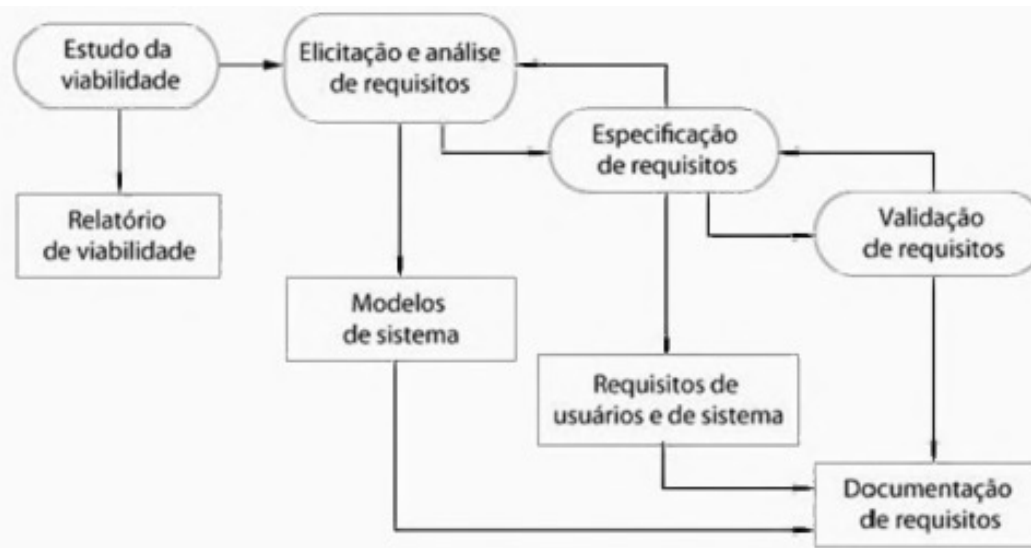 Estudo da
viabilidade
Elicitação e análise
de requisitos
Especificação
de requisitos
Validação
de requisitos
Relatório
de viabilidade
Modelos
de sistema
Requisitos de
usuários e de sistema
Documentação
de requisitos